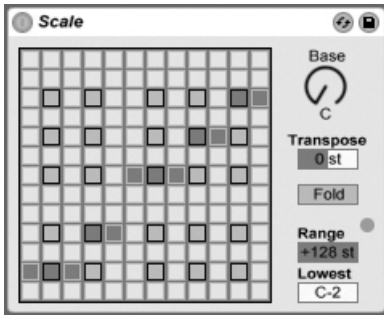 Scale
Base
C
Transpose
0 st
Fold
Range
+128 st
Lowest
C-2